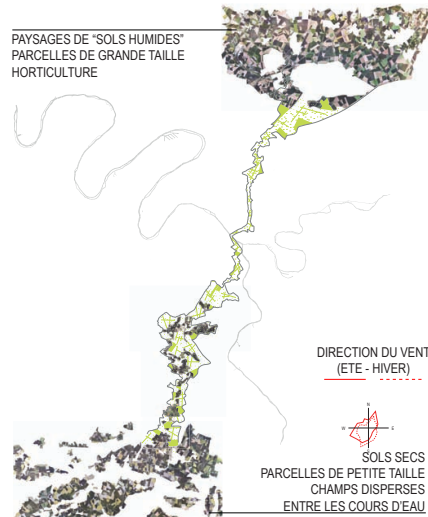 PAYSAGES DE “SOLS HUMIDES”
PARCELLES DE GRANDE TAILLE
HORTICULTURE
DIRECTION DU VENT
(ETE - HIVER)
N
W E
SOLS SECS
PARCELLES DE PETITE TAILLE
CHAMPS DISPERSES
ENTRE LES COURS D'EAU